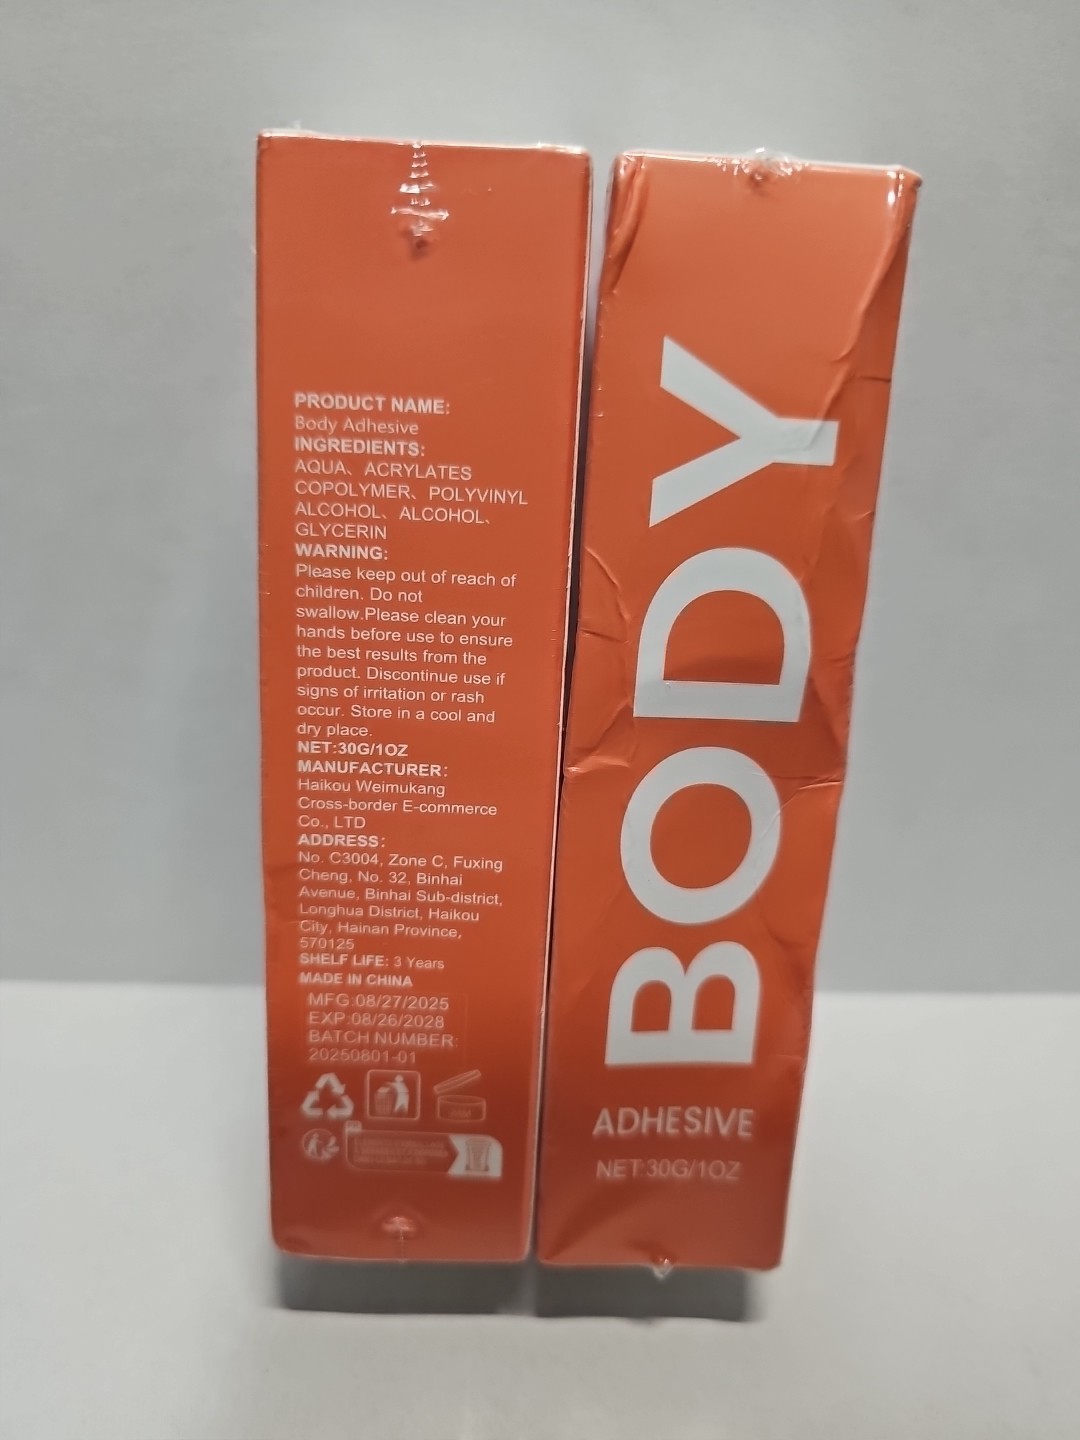 PRODUCT NAME:
Body Adhesive
INGREDIENTS:
AQUA、ACRYLATES
COPOLYMER、POLYVINYL
ALCOHOL、ALCOHOL、
GLYCERIN
WARNING:
Please keep out of reach of
children. Do not
swallow.Please clean your
hands before use to ensure
the best results from the
product. Discontinue use if
signs of irritation or rash
occur. Store in a cool and
dry place.
NET:30G/1OZ
MANUFACTURER:
Haikou Weimukang
Cross-border E-commerce
Co., LTD
ADDRESS:
No. C3004, Zone C, Fuxing
Cheng, No. 32, Binhai
Avenue, Binhai Sub-district,
Longhua District, Haikou
City, Hainan Province,
570125
SHELF LIFE: 3 Years
MADE IN CHINA
MFG:08/27/2025
EXP:08/26/2028
BATCH NUMBER:
20250801-01
BODY
ADHESIVE
NET:30G/1OZ